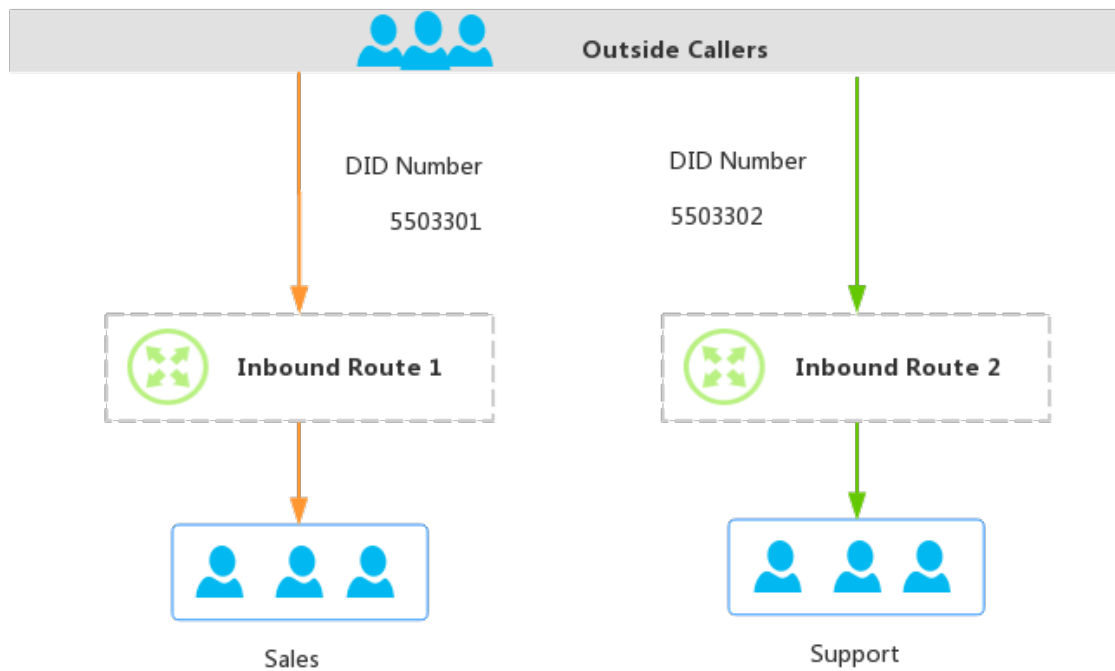 Outside Callers
DID Number
5503301
DID Number
5503302
Inbound Route 1
Inbound Route 2
Sales
Support